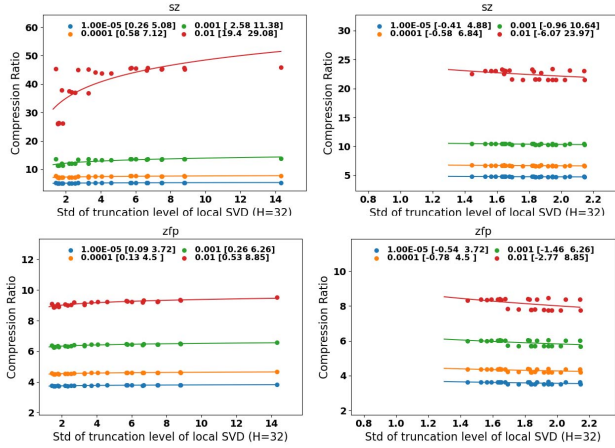 sz
1.00E-05 [0.26 5.08]
0.001 [ 2.58 11.38]
0.0001 [0.58 7.12]
0.01 [19.4 29.08]
Compression Ratio
60
50
40
30
20
10
2 4 6 8 10 12 14
Std of truncation level of local SVD (H=32)
sz
1.00E-05 [-0.41 4.88]
0.001 [-0.96 10.64]
0.0001 [-0.58 6.84]
0.01 [-6.07 23.97]
Compression Ratio
30
25
20
15
10
5
0.8 1.0 1.2 1.4 1.6 1.8 2.0 2.2
Std of truncation level of local SVD (H=32)
zfp
1.00E-05 [0.09 3.72]
0.001 [0.26 6.26]
0.0001 [0.13 4.5 ]
0.01 [0.53 8.85]
Compression Ratio
12
10
8
6
4
2
2 4 6 8 10 12 14
Std of truncation level of local SVD (H=32)
zfp
1.00E-05 [-0.54 3.72]
0.001 [-1.46 6.26]
0.0001 [-0.78 4.5 ]
0.01 [-2.77 8.85]
Compression Ratio
10
8
6
4
2
0.8 1.0 1.2 1.4 1.6 1.8 2.0 2.2
Std of truncation level of local SVD (H=32)